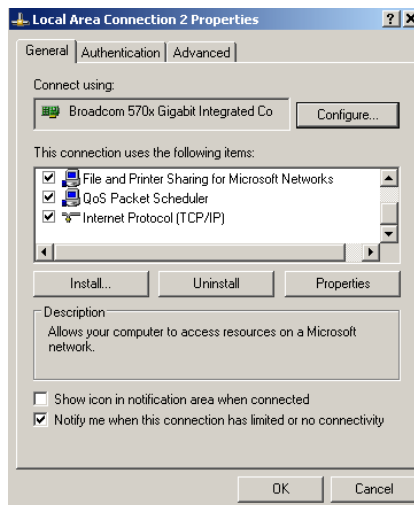 Local Area Connection 2 Properties
General Authentication Advanced
Connect using:
Broadcom 570x Gigabit Integrated Co Configure...
This connection uses the following items:
File and Printer Sharing for Microsoft Networks
QoS Packet Scheduler
Internet Protocol (TCP/IP)
Install... Uninstall Properties
Description
Allows your computer to access resources on a Microsoft
network.
Show icon in notification area when connected
Notify me when this connection has limited or no connectivity
OK Cancel